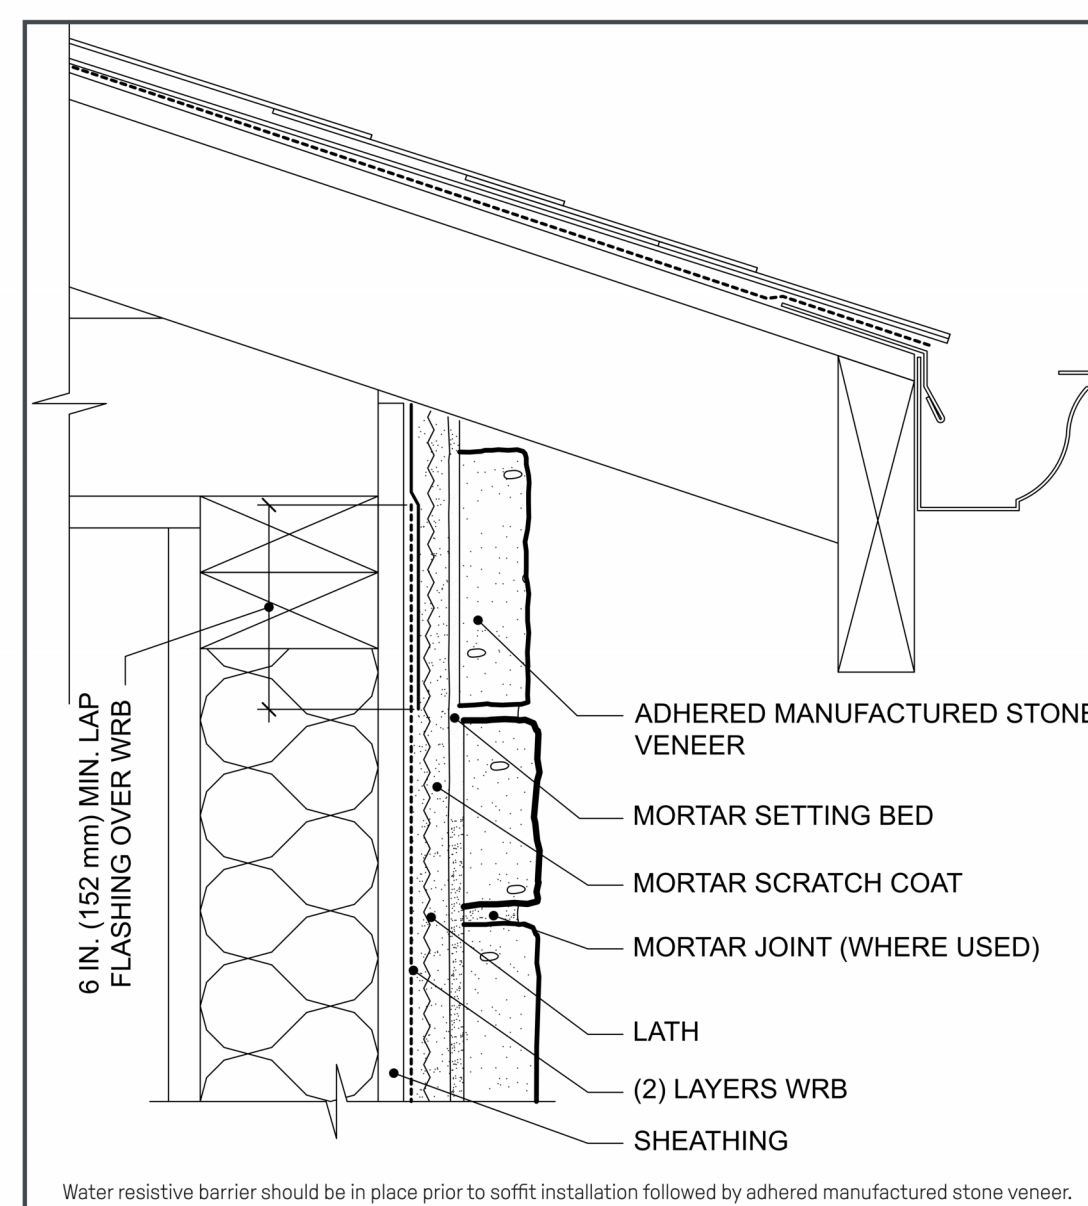 6 IN. (152 mm) MIN. LAP
FLASHING OVER WRB
ADHERED MANUFACTURED STONE
VENEER
MORTAR SETTING BED
MORTAR SCRATCH COAT
MORTAR JOINT (WHERE USED)
LATH
(2) LAYERS WRB
SHEATHING
Water resistive barrier should be in place prior to soffit installation followed by adhered manufactured stone veneer.